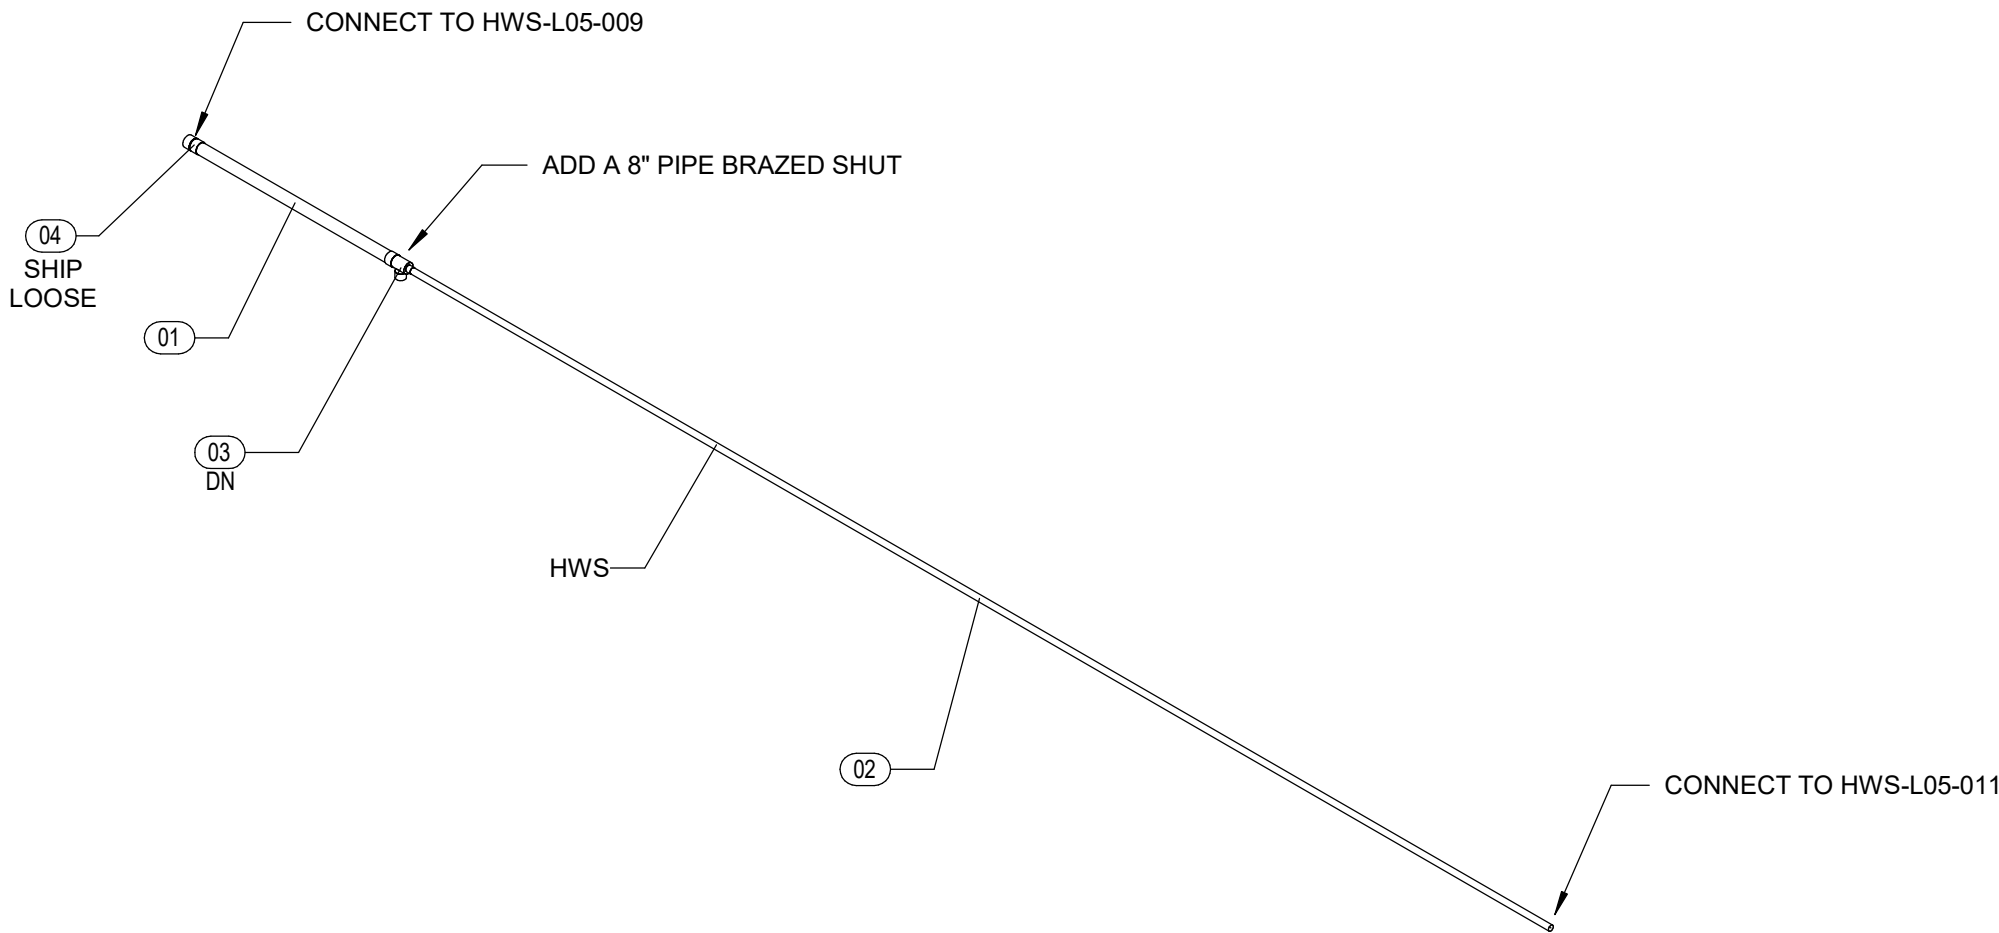 CONNECT TO HWS-L05-009
ADD A 8" PIPE BRAZED SHUT
04
SHIP
LOOSE
01
03
DN
HWS
02
CONNECT TO HWS-L05-011